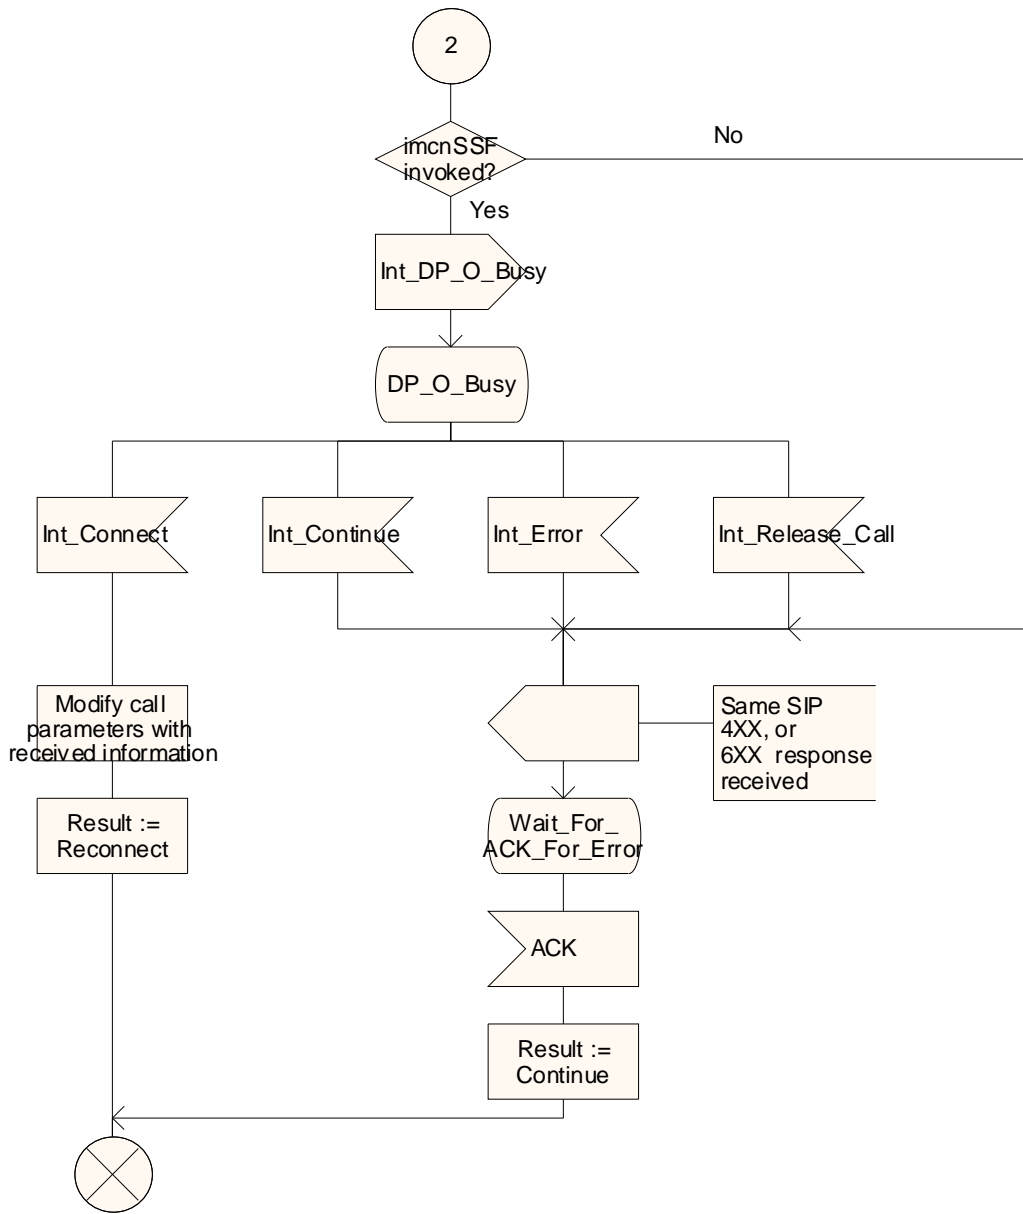 2
imcnSSF
invoked?
No
Yes
Int_DP_O_Busy
DP_O_Busy
Int_Connect
Int_Continue
Int_Error
Int_Release_Call
Modify call
parameters with
received information
Same SIP
4XX, or
6XX response
received
Result :=
Reconnect
Wait_For_
ACK_For_Error
ACK
Result :=
Continue